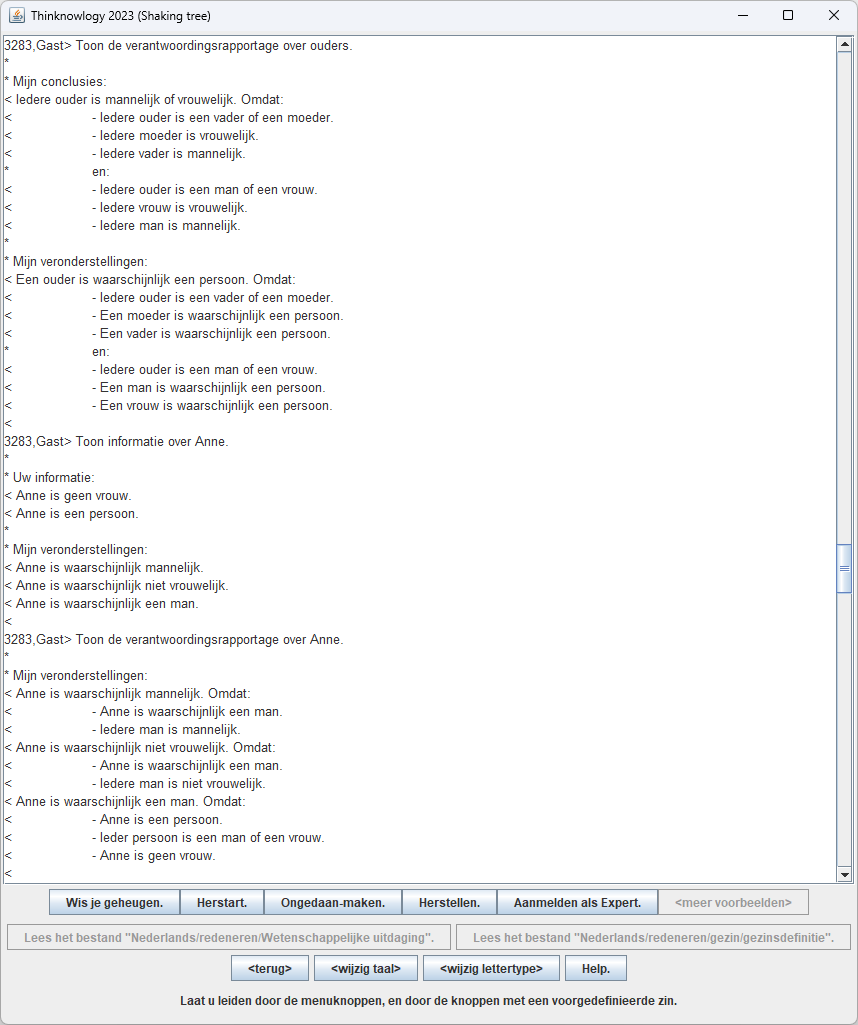 Thinknowlogy 2023 (Shaking tree)
3283,Gast> Toon de verantwoordingsrapportage over ouders.
*
* Mijn conclusies:
< Iedere ouder is mannelijk of vrouwelijk. Omdat:
< - Iedere ouder is een vader of een moeder.
< - Iedere moeder is vrouwelijk.
< - Iedere vader is mannelijk.
* en:
< - Iedere ouder is een man of een vrouw.
< - Iedere vrouw is vrouwelijk.
< - Iedere man is mannelijk.
*
* Mijn veronderstellingen:
< Een ouder is waarschijnlijk een persoon. Omdat:
< - Iedere ouder is een vader of een moeder.
< - Een moeder is waarschijnlijk een persoon.
< - Een vader is waarschijnlijk een persoon.
* en:
< - Iedere ouder is een man of een vrouw.
< - Een man is waarschijnlijk een persoon.
< - Een vrouw is waarschijnlijk een persoon.
<
3283,Gast> Toon informatie over Anne.
*
* Uw informatie:
< Anne is geen vrouw.
< Anne is een persoon.
*
* Mijn veronderstellingen:
< Anne is waarschijnlijk mannelijk.
< Anne is waarschijnlijk niet vrouwelijk.
< Anne is waarschijnlijk een man.
<
3283,Gast> Toon de verantwoordingsrapportage over Anne.
*
* Mijn veronderstellingen:
< Anne is waarschijnlijk mannelijk. Omdat:
< - Anne is waarschijnlijk een man.
< - Iedere man is mannelijk.
< Anne is waarschijnlijk niet vrouwelijk. Omdat:
< - Anne is waarschijnlijk een man.
< - Iedere man is niet vrouwelijk.
< Anne is waarschijnlijk een man. Omdat:
< - Anne is een persoon.
< - Ieder persoon is een man of een vrouw.
< - Anne is geen vrouw.
<
Wis je geheugen. Herstart. Ongedaan-maken. Herstellen. Aanmelden als Expert. <meer voorbeelden>
Lees het bestand "Nederlands/redeneren/Wetenschappelijke uitdaging". Lees het bestand "Nederlands/redeneren/gezin/gezinsdefinitie".
<terug> <wijzig taal> <wijzig lettertype> Help.
Laat u leiden door de menuknoppen, en door de knoppen met een voorgedefinieerde zin.